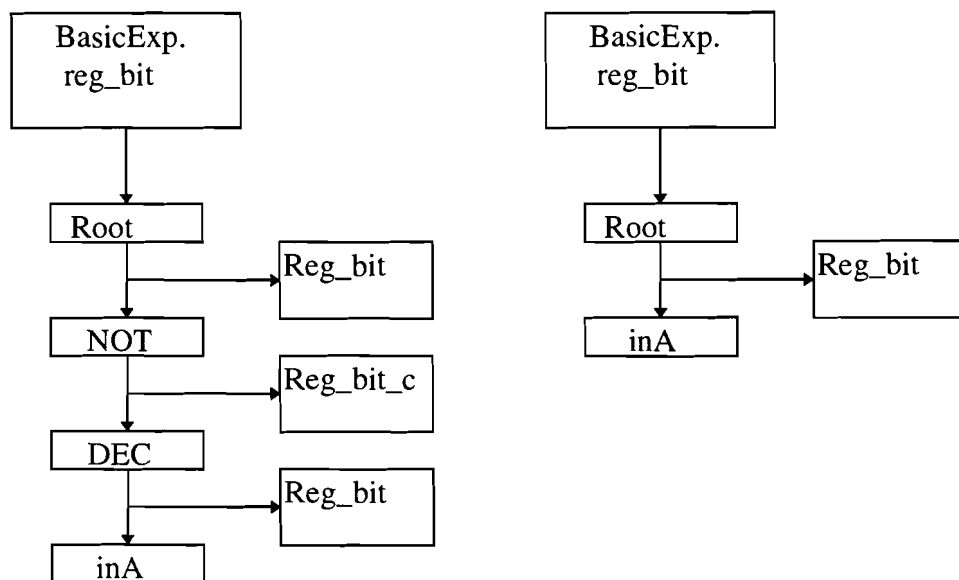 BasicExp.
reg_bit
Root
Reg_bit
NOT
Reg_bit_c
DEC
Reg_bit
inA
BasicExp.
reg_bit
Root
Reg_bit
inA